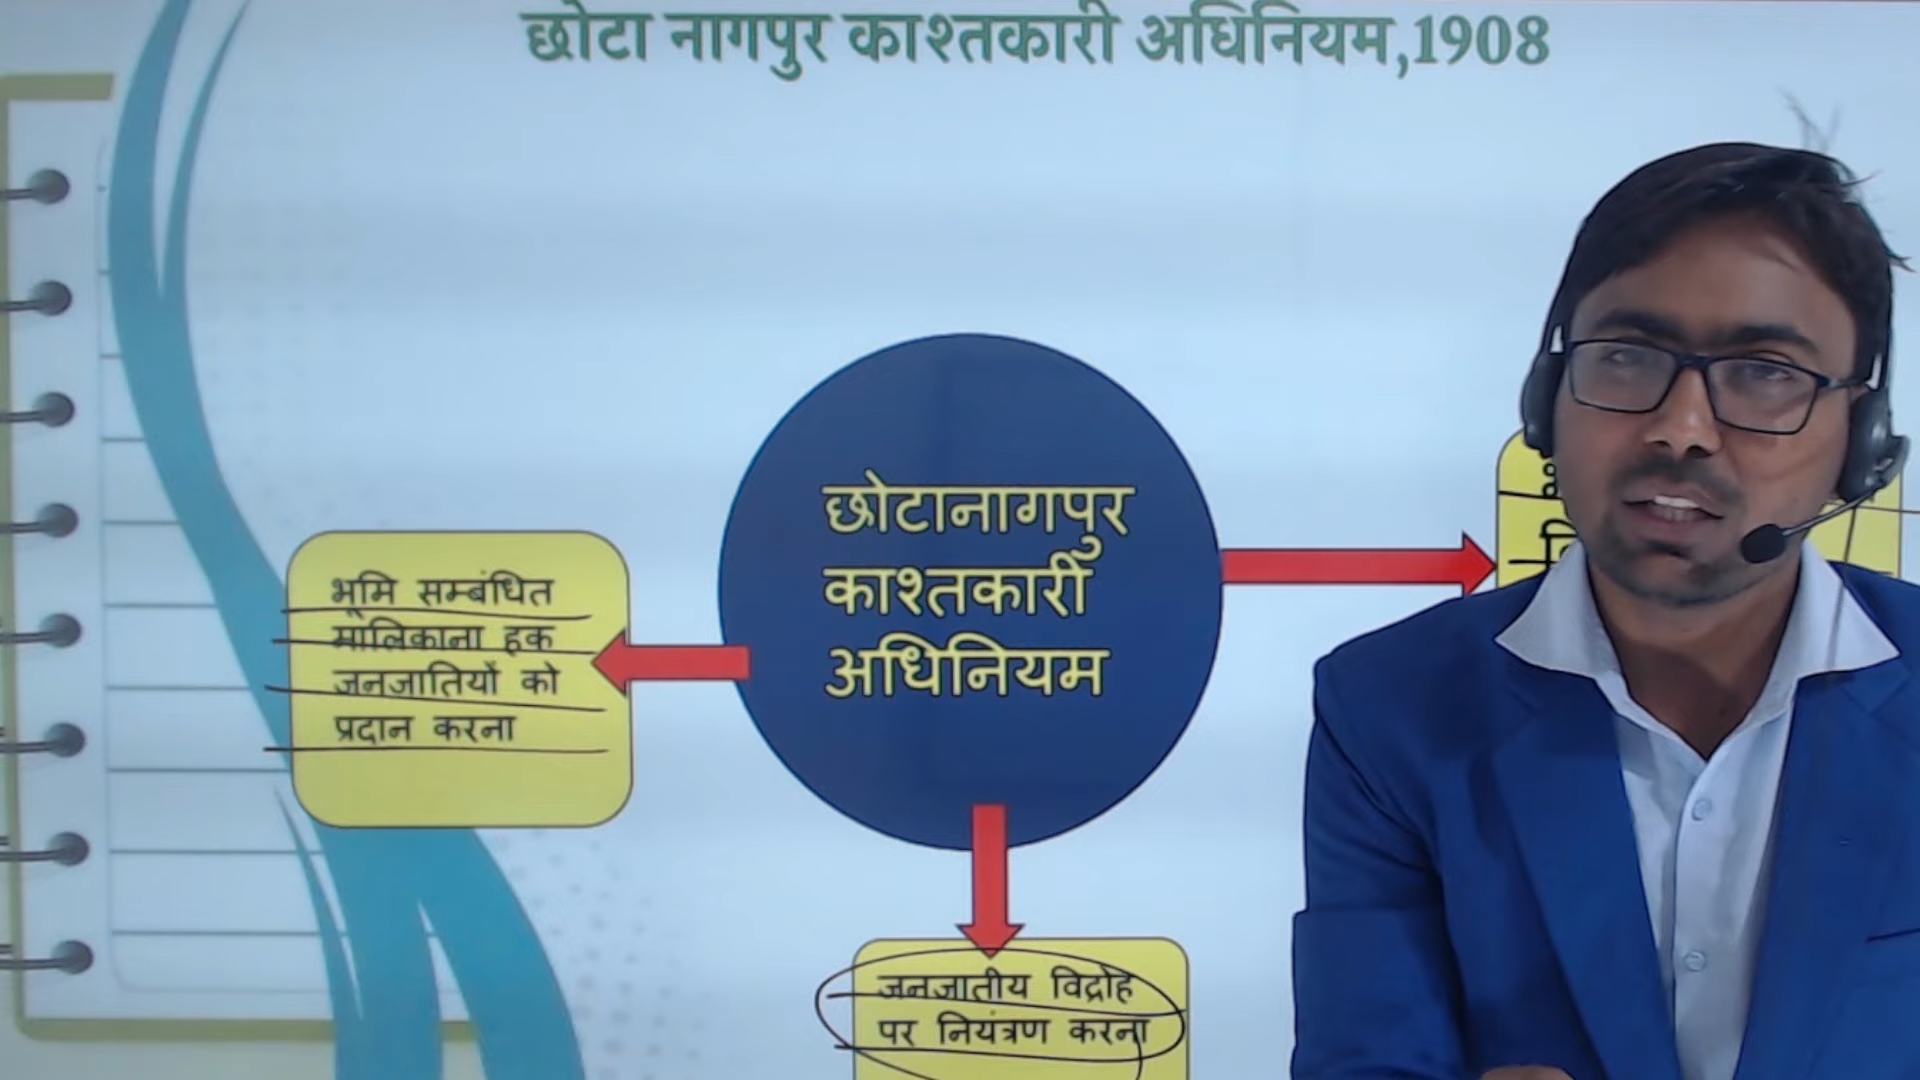 छोटा नागपुर काश्तकारी अधिनियम,1908
छोटानागपुर
काश्तकारी
अधिनियम
भूमि सम्बंधित
मालिकाना हक
जनजातियों को
प्रदान करना
जनजातीय विद्रोह
पर नियंत्रण करना